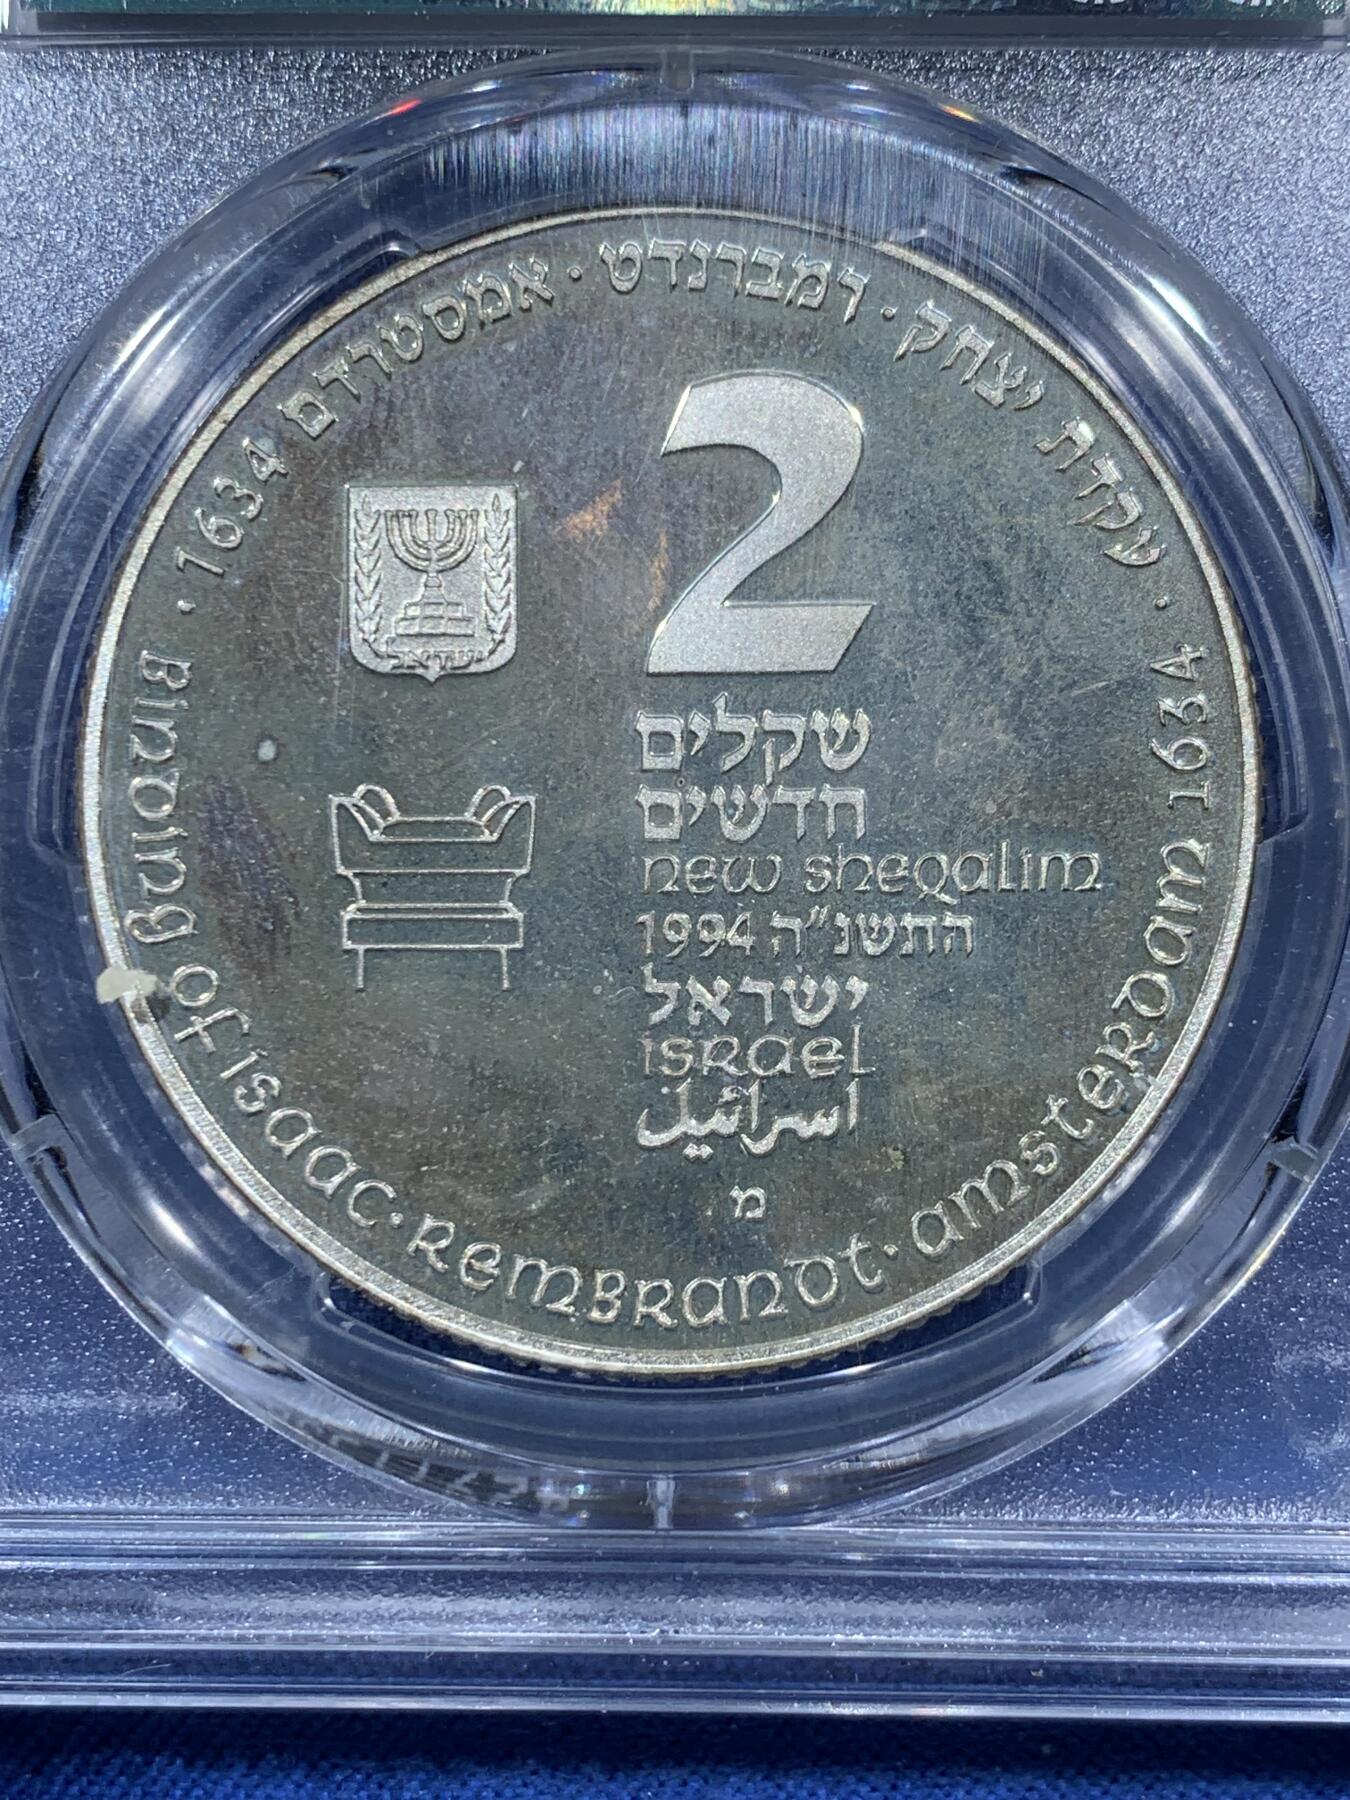 עקדת יצחק · רמברנדט · אמסטרדם 1634 ·
2
ישראל
שקלים
חדשים
new sheqalim
1994 התשנ"ה
ישראל
israel
اسرائيل
מ
Binding of isaac · Rembrandt · amsterdam 1634 ·